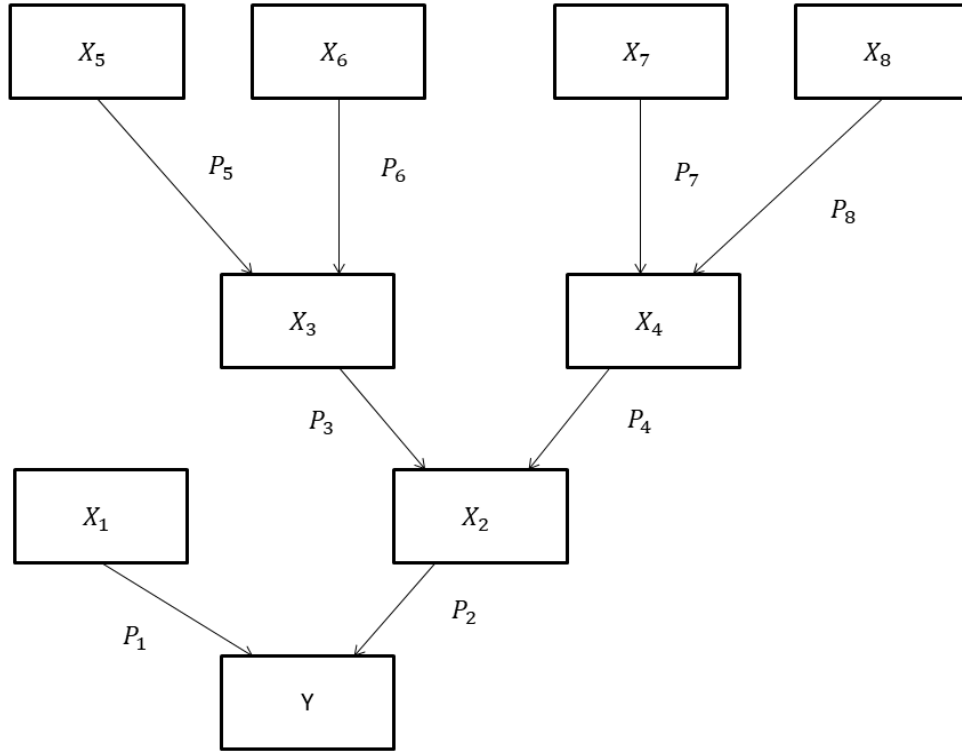 X₅ X₆ X₇ X₈
P₅ P₆ P₇ P₈
X₃ X₄
P₃ P₄
X₁ X₂
P₁ P₂
Y